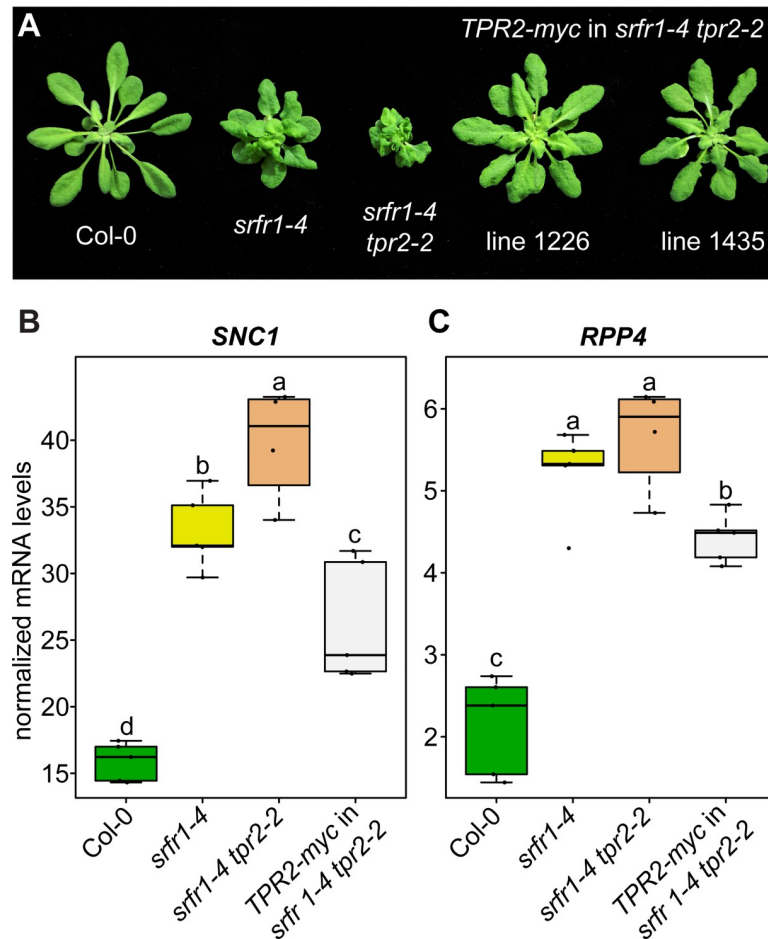 A
TPR2-myc in srfr1-4 tpr2-2
Col-0
srfr1-4
srfr1-4
tpr2-2
line 1226
line 1435
B
SNC1
normalized mRNA levels
40
35
30
25
20
15
d
b
a
c
Col-0
srfr1-4
srfr1-4 tpr2-2
TPR2-myc in
srfr 1-4 tpr2-2
C
RPP4
6
5
4
3
2
c
a
a
b
Col-0
srfr1-4
srfr1-4 tpr2-2
TPR2-myc in
srfr 1-4 tpr2-2